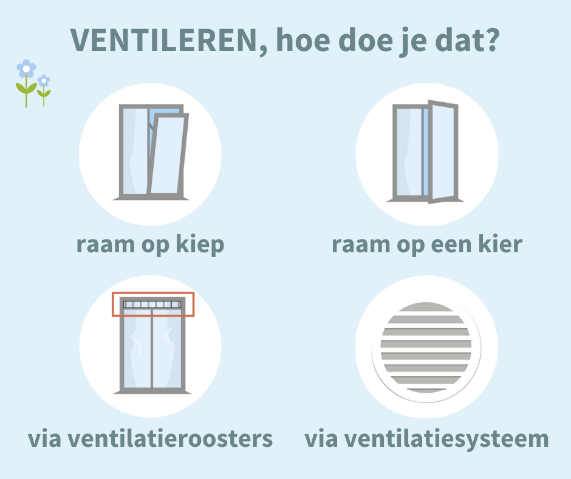 VENTILEREN, hoe doe je dat?
raam op kiep
raam op een kier
via ventilatieroosters
via ventilatiesysteem